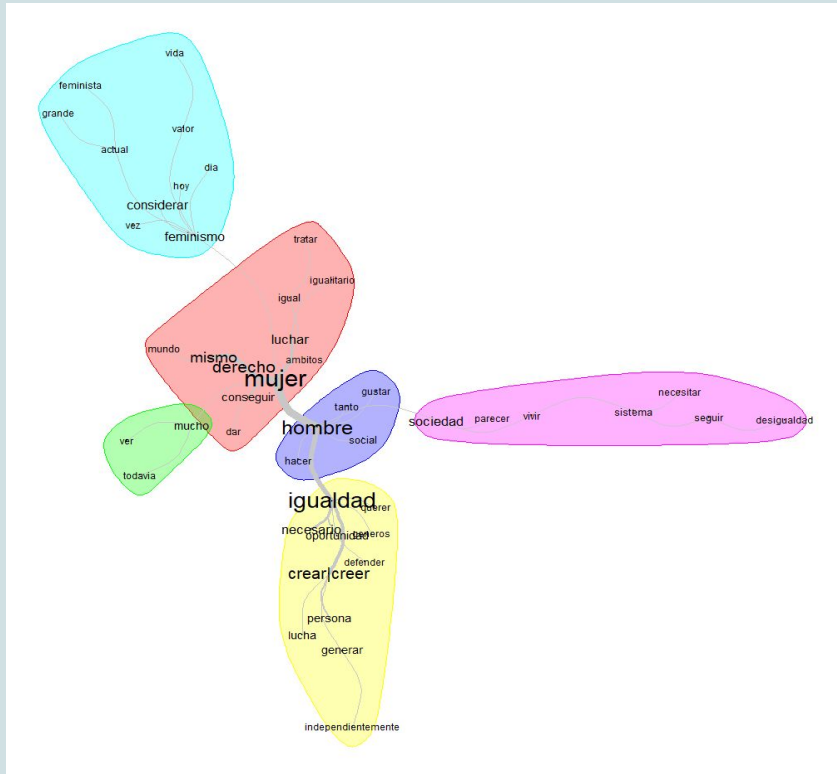 vida
feminista
grande
valor
actual
dia
hoy
considerar
vez
feminismo
tratar
igualitario
igual
luchar
mundo
mismo
ambitos
derecho
mujer
conseguir
dar
gustar
tanto
hombre
social
hacer
necesitar
sociedad
parecer
vivir
sistema
seguir
desigualdad
mucho
ver
todavia
igualdad
querer
necesario
oportunidad
generos
defender
crear|creer
persona
lucha
generar
independientemente